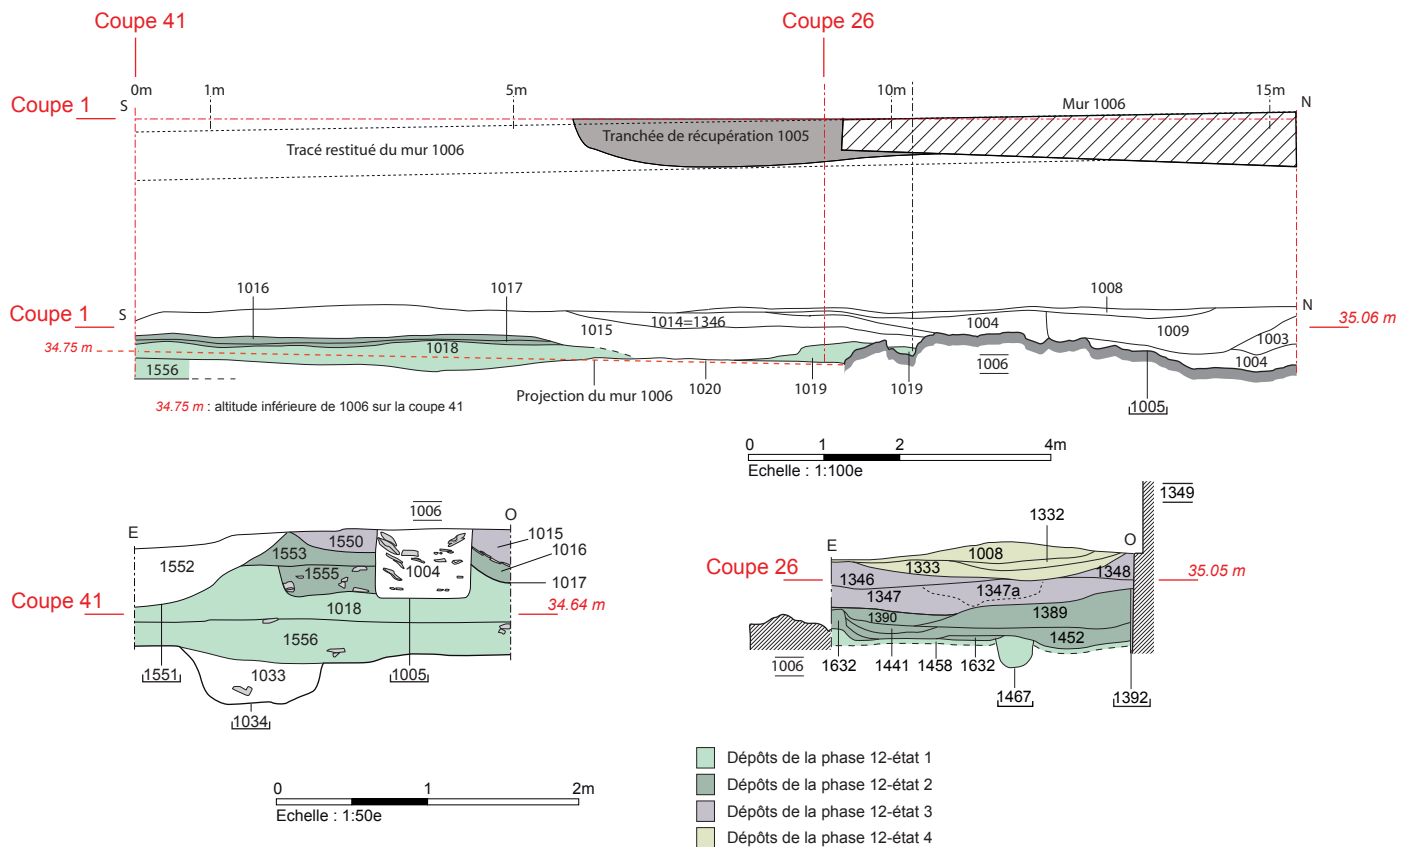 Coupe 41
Coupe 26
0m 1m 5m 10m 15m
Coupe 1 S N
Mur 1006
Tranchée de récupération 1005
Tracé restitué du mur 1006
1016 1017 1008
Coupe 1 S N
1015 1014=1346 1004 1009 35.06 m
1003
34.75 m 1018 1006 1004
1556
Projection du mur 1006 1020 1019 1019 1005
34.75 m : altitude inférieure de 1006 sur la coupe 41
0 1 2 4m
Echelle : 1:100e
1006
E O
1550 1015
1553 1016
1552 1555 1004
1017
Coupe 41 1018 34.64 m
1556
1551 1033 1005
1034
0 1 2m
Echelle : 1:50e
1349
1332
E O
1008
Coupe 26 1346 1333 1348 35.05 m
1347 1347a
1390 1389
1452
1006 1632 1441 1458 1632
1467 1392
Dépôts de la phase 12-état 1
Dépôts de la phase 12-état 2
Dépôts de la phase 12-état 3
Dépôts de la phase 12-état 4